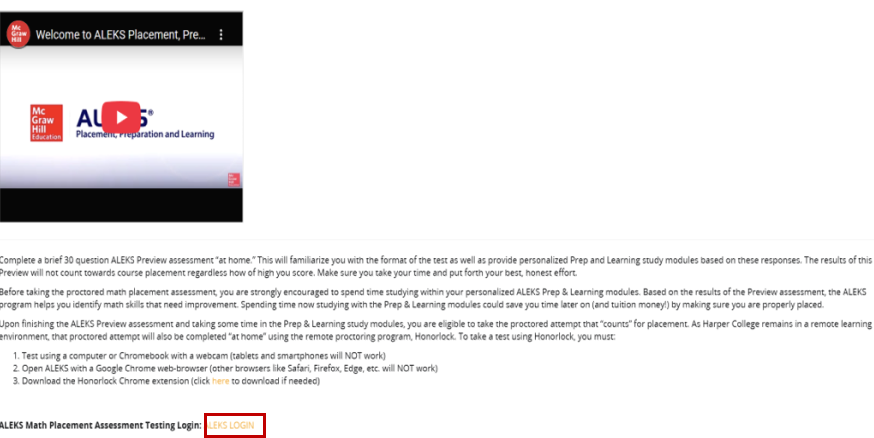 Mc
Graw
Hill
Welcome to ALEKS Placement, Pre...
Mc
Graw
Hill
Education
Placement, Preparation and Learning
Complete a brief 30 question ALEKS Preview assessment "at home." This will familiarize you with the format of the test as well as provide personalized Prep and Learning study modules based on these responses. The results of this
Preview will not count towards course placement regardless how of high you score. Make sure you take your time and put forth your best, honest effort.
Before taking the proctored math placement assessment, you are strongly encouraged to spend time studying within your personalized ALEKS Prep & Learning modules. Based on the results of the Preview assessment, the ALEKS
program helps you identify math skills that need improvement. Spending time now studying with the Prep & Learning modules could save you time later on (and tuition money!) by making sure you are properly placed.
Upon finishing the ALEKS Preview assessment and taking some time in the Prep & Learning study modules, you are eligible to take the proctored attempt that "counts" for placement. As Harper College remains in a remote learning
environment, that proctored attempt will also be completed "at home" using the remote proctoring program, Honorlock. To take a test using Honorlock, you must:
1. Test using a computer or Chromebook with a webcam (tablets and smartphones will NOT work)
2. Open ALEKS with a Google Chrome web-browser (other browsers like Safari, Firefox, Edge, etc. will NOT work)
3. Download the Honorlock Chrome extension (click here to download if needed)
ALEKS Math Placement Assessment Testing Login: ALEKS LOGIN